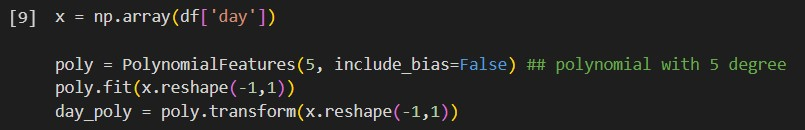 [9] x = np.array(df['day'])
poly = PolynomialFeatures(5, include_bias=False) ## polynomial with 5 degree
poly.fit(x.reshape(-1,1))
day_poly = poly.transform(x.reshape(-1,1))